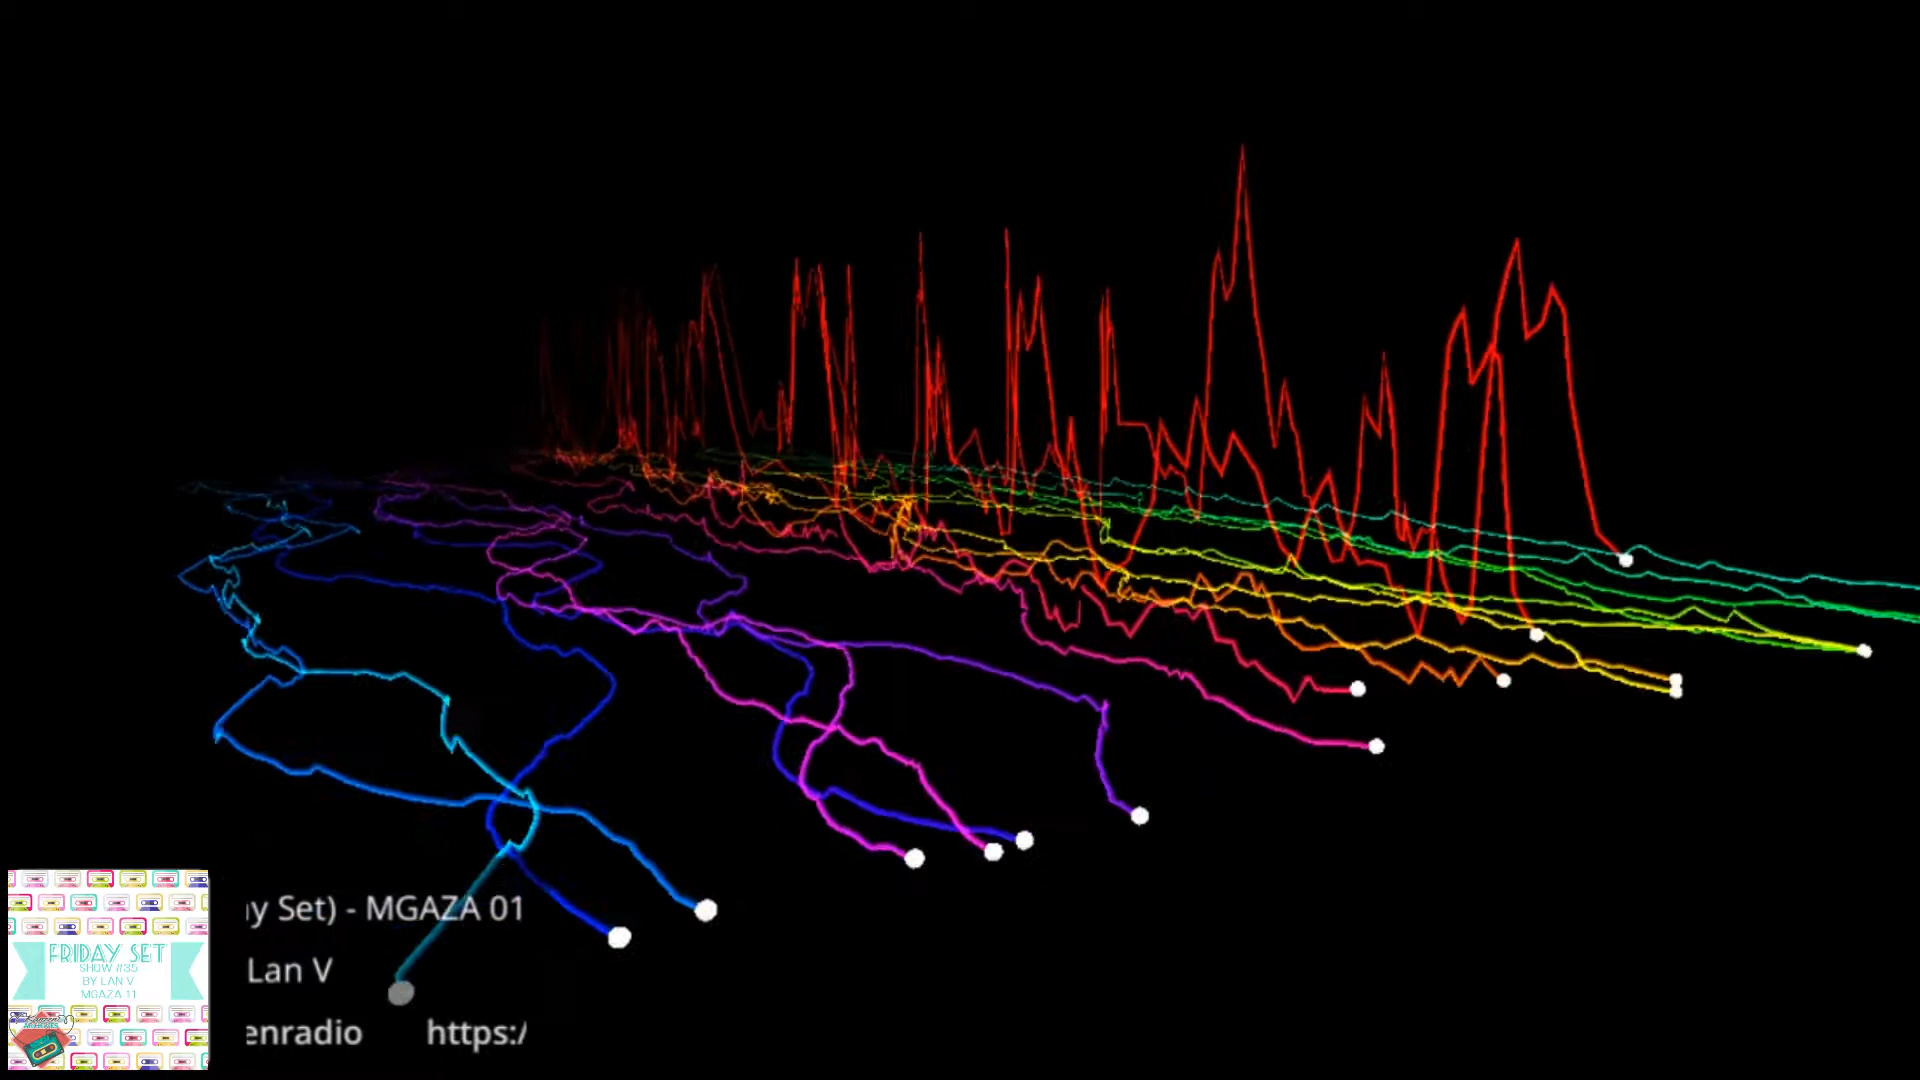 FRIDAY SET
SHOW #35
BY LAN V
MGAZA 11
y Set) - MGAZA 01
Lan V
enradio https:/